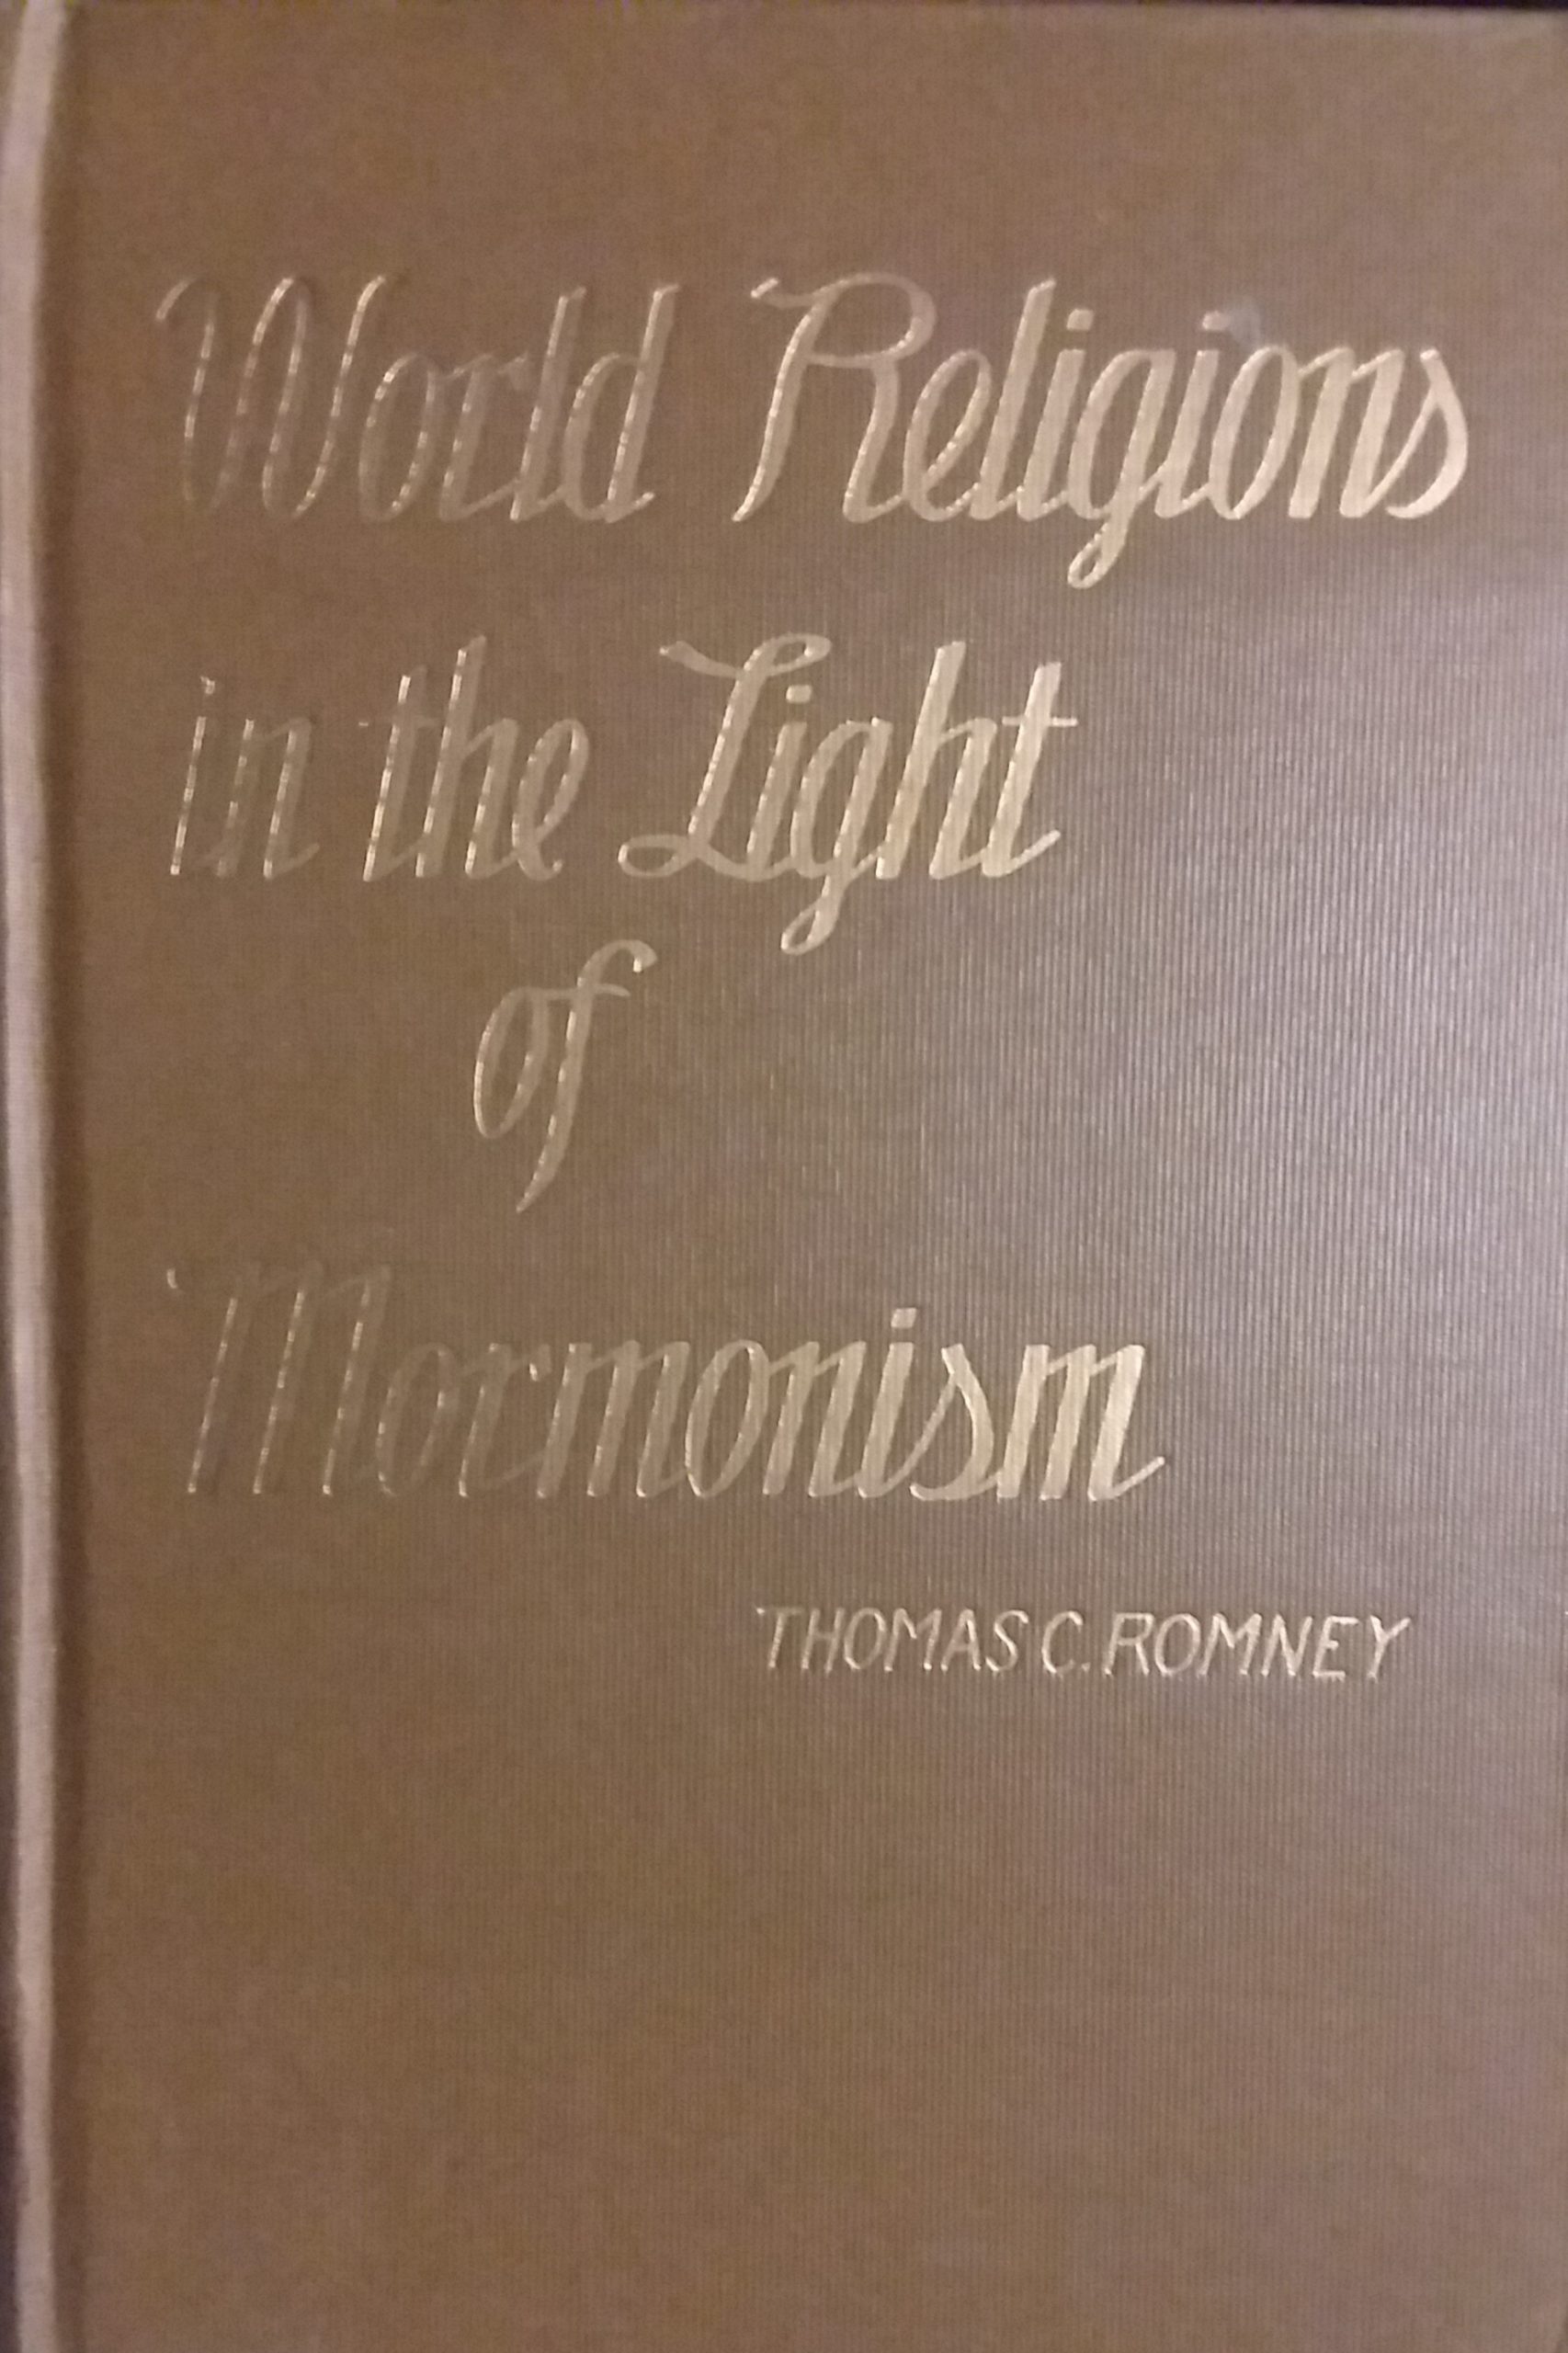 World Religions
in the Light
of
Mormonism
THOMAS C. ROMNEY